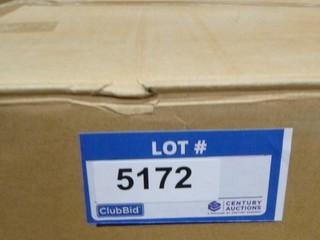 LOT #
5172
ClubBid
CENTURY
AUCTIONS